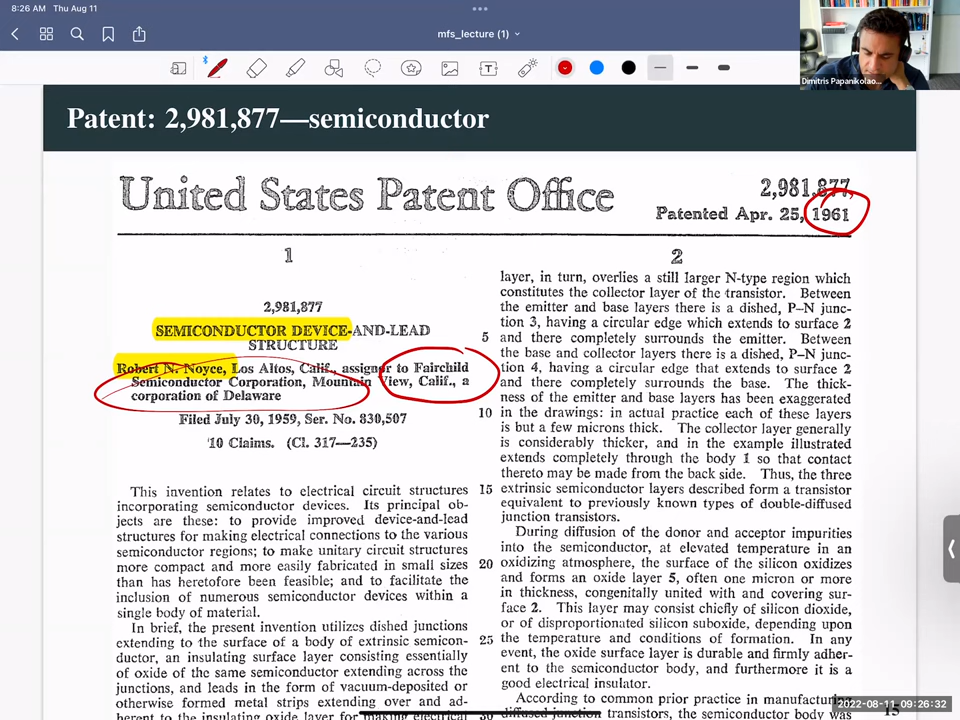 8:26 AM Thu Aug 11
mfs_lecture (1)
Dimitris Papanikolao...
Patent: 2,981,877—semiconductor
United States Patent Office
2,981,877
Patented Apr. 25, 1961
1
2,981,877
SEMICONDUCTOR DEVICE-AND-LEAD
STRUCTURE
Robert N. Noyce, Los Altos, Calif., assignor to Fairchild
Semiconductor Corporation, Mountain View, Calif., a
corporation of Delaware
Filed July 30, 1959, Ser. No. 830,507
10 Claims. (Cl. 317—235)
This invention relates to electrical circuit structures
incorporating semiconductor devices. Its principal ob-
jects are these: to provide improved device-and-lead
structures for making electrical connections to the various
semiconductor regions; to make unitary circuit structures
more compact and more easily fabricated in small sizes
than has heretofore been feasible; and to facilitate the
inclusion of numerous semiconductor devices within a
single body of material.
In brief, the present invention utilizes dished junctions
extending to the surface of a body of extrinsic semicon-
ductor, an insulating surface layer consisting essentially
of oxide of the same semiconductor extending across the
junctions, and leads in the form of vacuum-deposited or
otherwise formed metal strips extending over and ad-
herent to the insulating oxide layer for making electrical
2
layer, in turn, overlies a still larger N-type region which
constitutes the collector layer of the transistor. Between
the emitter and base layers there is a dished, P–N junc-
tion 3, having a circular edge which extends to surface 2
5 and there completely surrounds the emitter. Between
the base and collector layers there is a dished, P–N junc-
tion 4, having a circular edge that extends to surface 2
and there completely surrounds the base. The thick-
ness of the emitter and base layers has been exaggerated
10 in the drawings: in actual practice each of these layers
is but a few microns thick. The collector layer generally
is considerably thicker, and in the example illustrated
extends completely through the body 1 so that contact
thereto may be made from the back side. Thus, the three
15 extrinsic semiconductor layers described form a transistor
equivalent to previously known types of double-diffused
junction transistors.
During diffusion of the donor and acceptor impurities
into the semiconductor, at elevated temperature in an
20 oxidizing atmosphere, the surface of the silicon oxidizes
and forms an oxide layer 5, often one micron or more
in thickness, congenitally united with and covering sur-
face 2. This layer may consist chiefly of silicon dioxide,
or of disproportionated silicon suboxide, depending upon
25 the temperature and conditions of formation. In any
event, the oxide surface layer is durable and firmly adher-
ent to the semiconductor body, and furthermore it is a
good electrical insulator.
According to common prior practice in manufacturing
30 diffused-junction transistors, the semiconductor body was
15
2022-08-11 09:26:32